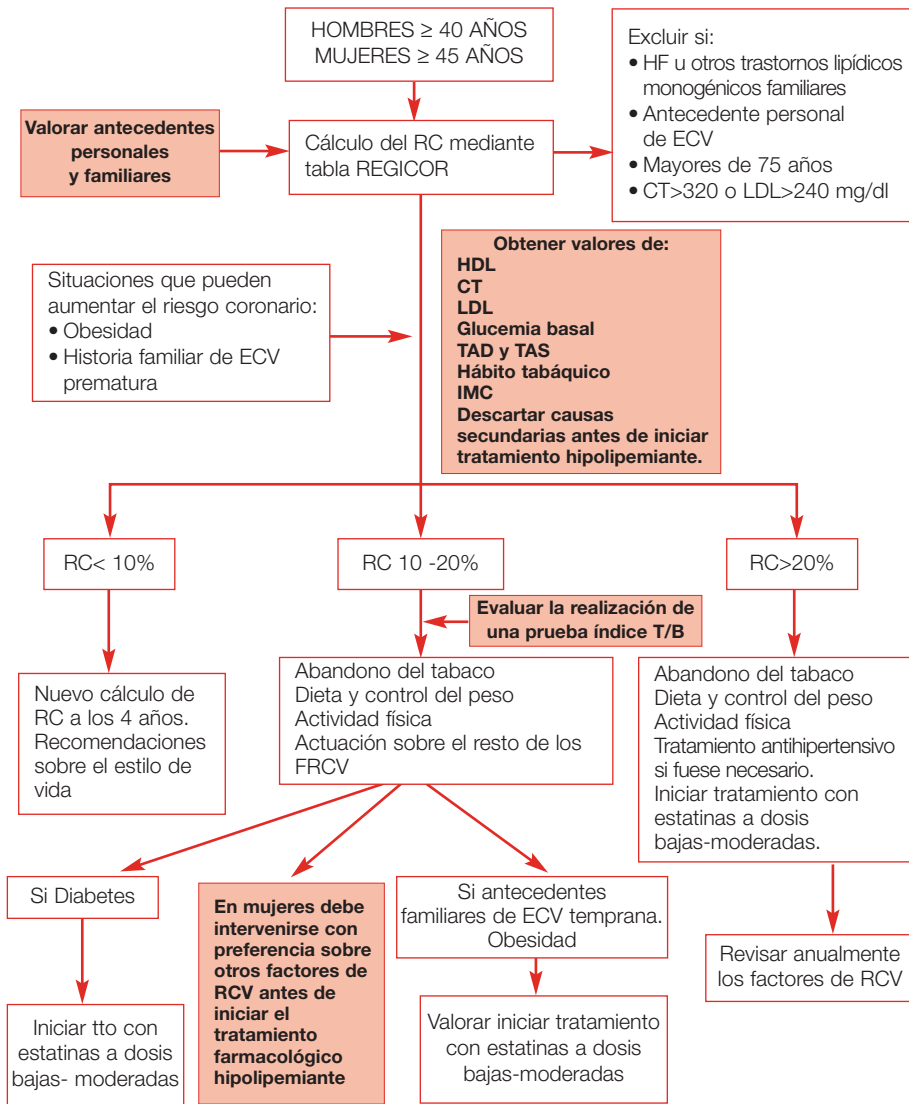 HOMBRES ≥ 40 AÑOS
MUJERES ≥ 45 AÑOS
Excluir si:
• HF u otros trastornos lipídicos
monogénicos familiares
• Antecedente personal
de ECV
• Mayores de 75 años
• CT>320 o LDL>240 mg/dl
Valorar antecedentes
personales
y familiares
Cálculo del RC mediante
tabla REGICOR
Obtener valores de:
HDL
CT
LDL
Glucemia basal
TAD y TAS
Hábito tabáquico
IMC
Descartar causas
secundarias antes de iniciar
tratamiento hipolipemiante.
Situaciones que pueden
aumentar el riesgo coronario:
• Obesidad
• Historia familiar de ECV
prematura
RC< 10%
RC 10 -20%
RC>20%
Evaluar la realización de
una prueba índice T/B
Nuevo cálculo de
RC a los 4 años.
Recomendaciones
sobre el estilo de
vida
Abandono del tabaco
Dieta y control del peso
Actividad física
Actuación sobre el resto de los
FRCV
Abandono del tabaco
Dieta y control del peso
Actividad física
Tratamiento antihipertensivo
si fuese necesario.
Iniciar tratamiento con
estatinas a dosis
bajas-moderadas.
Si Diabetes
En mujeres debe
intervenirse con
preferencia sobre
otros factores de
RCV antes de
iniciar el
tratamiento
farmacológico
hipolipemiante
Si antecedentes
familiares de ECV temprana.
Obesidad
Revisar anualmente
los factores de RCV
Iniciar tto con
estatinas a dosis
bajas- moderadas
Valorar iniciar tratamiento
con estatinas a dosis
bajas-moderadas